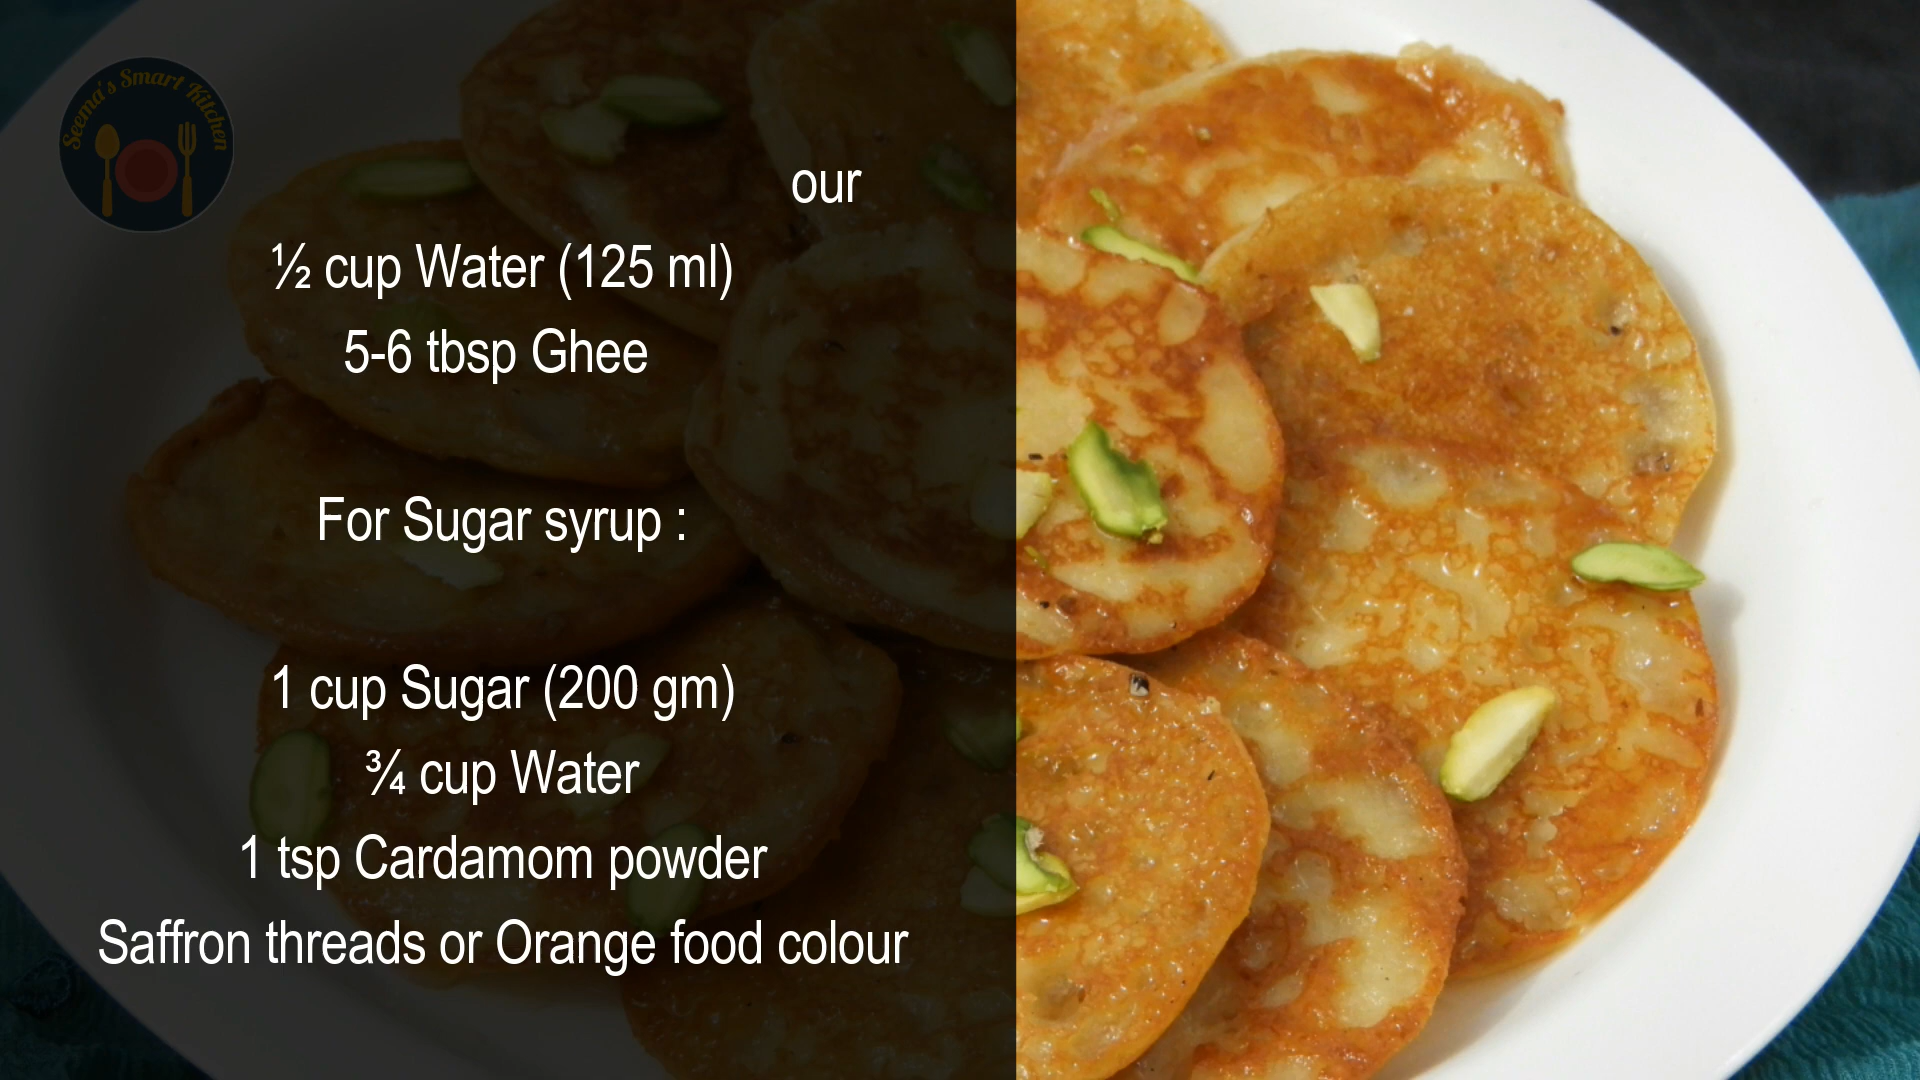 Seema's Smart Kitchen
our
½ cup Water (125 ml)
5-6 tbsp Ghee
For Sugar syrup :
1 cup Sugar (200 gm)
¾ cup Water
1 tsp Cardamom powder
Saffron threads or Orange food colour